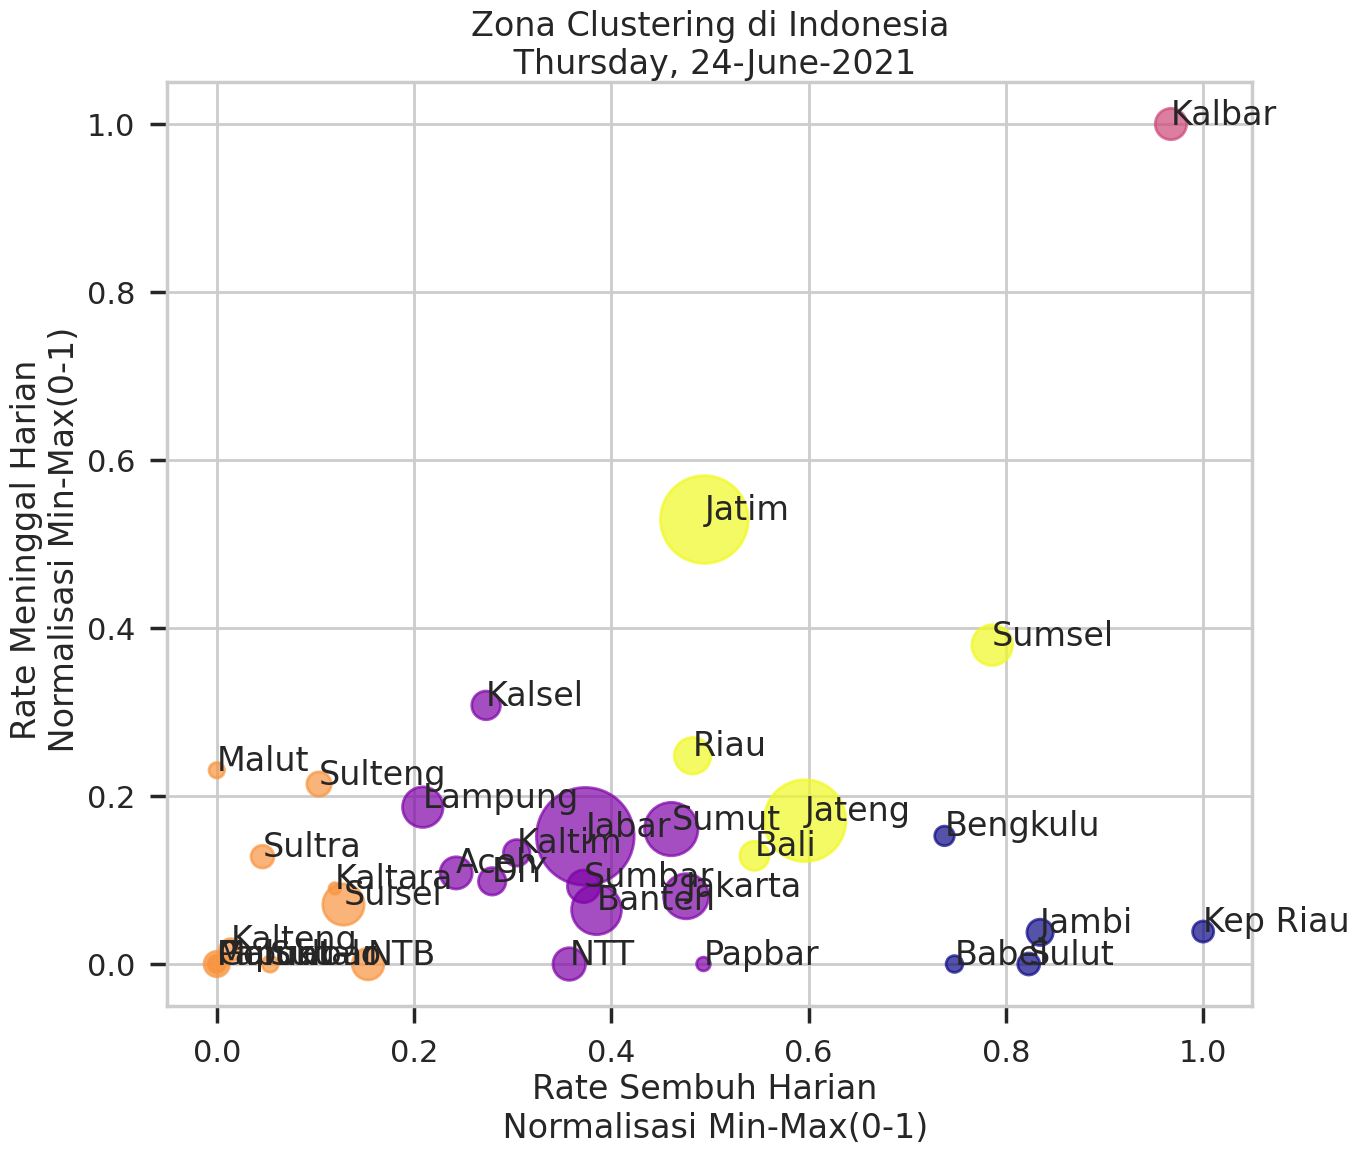 Zona Clustering di Indonesia
Thursday, 24-June-2021
Rate Meninggal Harian
Normalisasi Min-Max(0-1)
1.0
0.8
0.6
0.4
0.2
0.0
Kalbar
Jatim
Sumsel
Kalsel
Riau
Malut
Sulteng
Lampung
Jateng
Jabar
Sumut
Bengkulu
Kaltim
Bali
Sultra
Aceh
DIY
Kaltara
Sumbar
Sulsel
Banten
Jakarta
Kalteng
Jambi
Kep Riau
NTB
NTT
Papbar
Babel
Sulut
0.0
0.2
0.4
0.6
0.8
1.0
Rate Sembuh Harian
Normalisasi Min-Max(0-1)